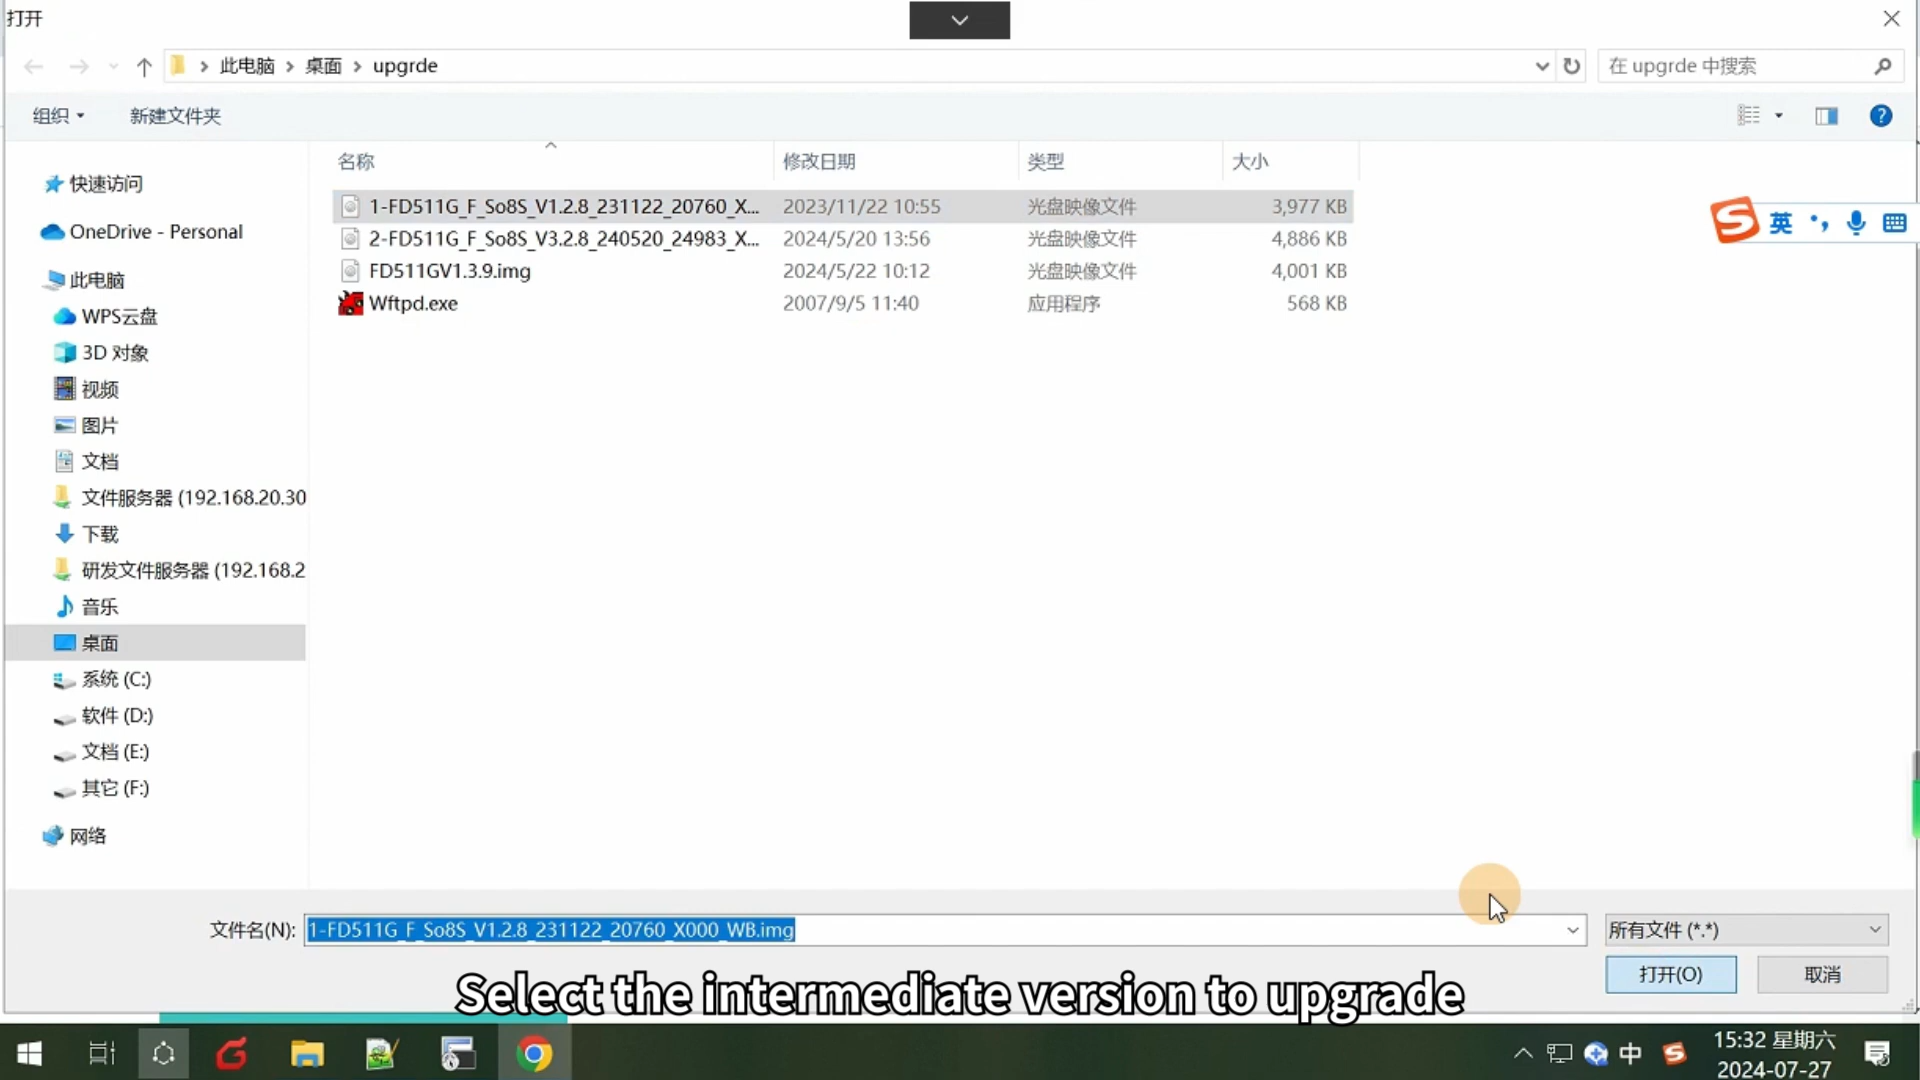 打开
此电脑 桌面 upgrde
在 upgrde 中搜索
组织 新建文件夹
名称 修改日期 类型 大小
1-FD511G_F_So8S_V1.2.8_231122_20760_X... 2023/11/22 10:55 光盘映像文件 3,977 KB
2-FD511G_F_So8S_V3.2.8_240520_24983_X... 2024/5/20 13:56 光盘映像文件 4,886 KB
FD511GV1.3.9.img 2024/5/22 10:12 光盘映像文件 4,001 KB
Wftpd.exe 2007/9/5 11:40 应用程序 568 KB
快速访问
OneDrive - Personal
此电脑
WPS云盘
3D 对象
视频
图片
文档
文件服务器 (192.168.20.30
下载
研发文件服务器 (192.168.2
音乐
桌面
系统 (C:)
软件 (D:)
文档 (E:)
其它 (F:)
网络
英
文件名(N): 1-FD511G_F_So8S_V1.2.8_231122_20760_X000_WB.img
所有文件 (*.*)
打开(O) 取消
Select the intermediate version to upgrade
中
15:32 星期六
2024-07-27